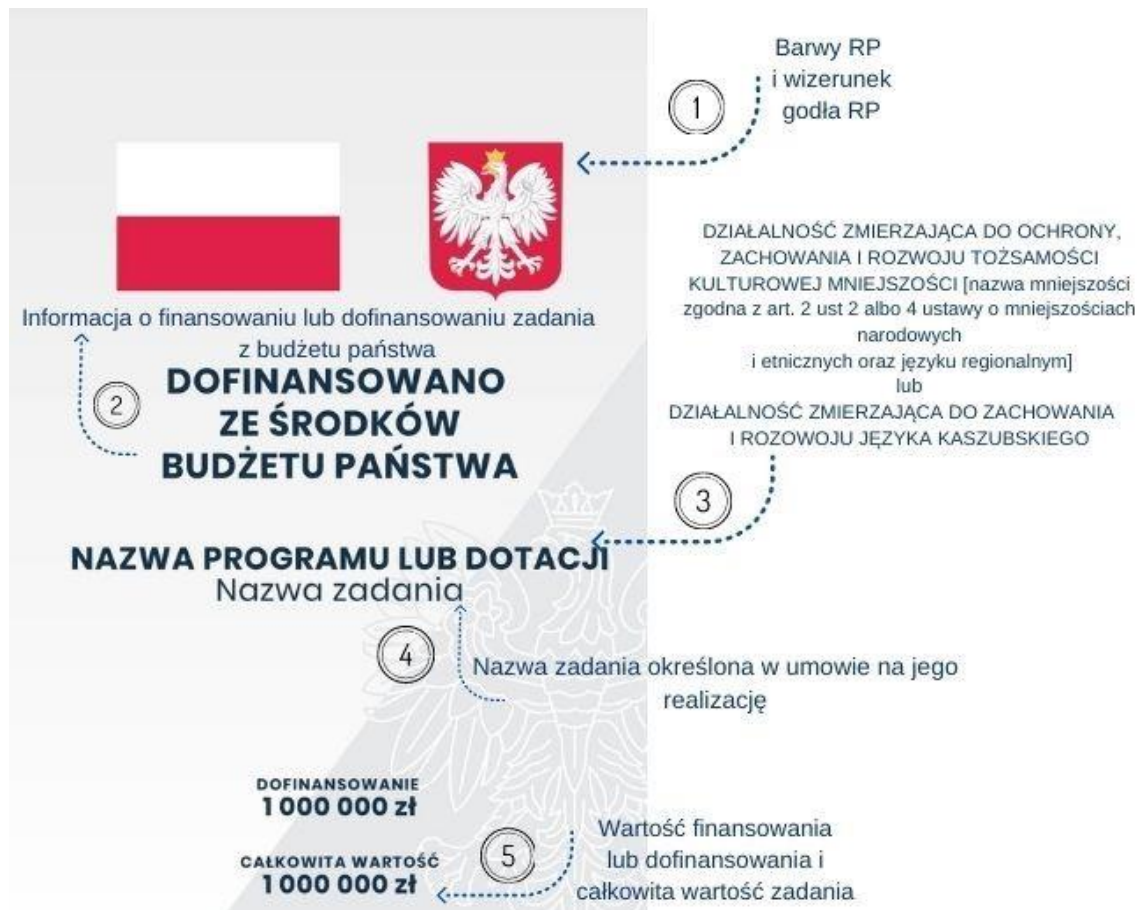 Barwy RP
i wizerunek
godła RP
1
DZIAŁALNOŚĆ ZMIERZAJĄCA DO OCHRONY,
ZACHOWANIA I ROZWOJU TOŻSAMOŚCI
KULTUROWEJ MNIEJSZOŚCI [nazwa mniejszości
zgodna z art. 2 ust 2 albo 4 ustawy o mniejszościach
narodowych
i etnicznych oraz języku regionalnym]
lub
DZIAŁALNOŚĆ ZMIERZAJĄCA DO ZACHOWANIA
I ROZOWOJU JĘZYKA KASZUBSKIEGO
Informacja o finansowaniu lub dofinansowaniu zadania
z budżetu państwa
2
DOFINANSOWANO
ZE ŚRODKÓW
BUDŻETU PAŃSTWA
3
NAZWA PROGRAMU LUB DOTACJI
Nazwa zadania
4
Nazwa zadania określona w umowie na jego
realizację
DOFINANSOWANIE
1 000 000 zł
CAŁKOWITA WARTOŚĆ
1 000 000 zł
5
Wartość finansowania
lub dofinansowania i
całkowita wartość zadania